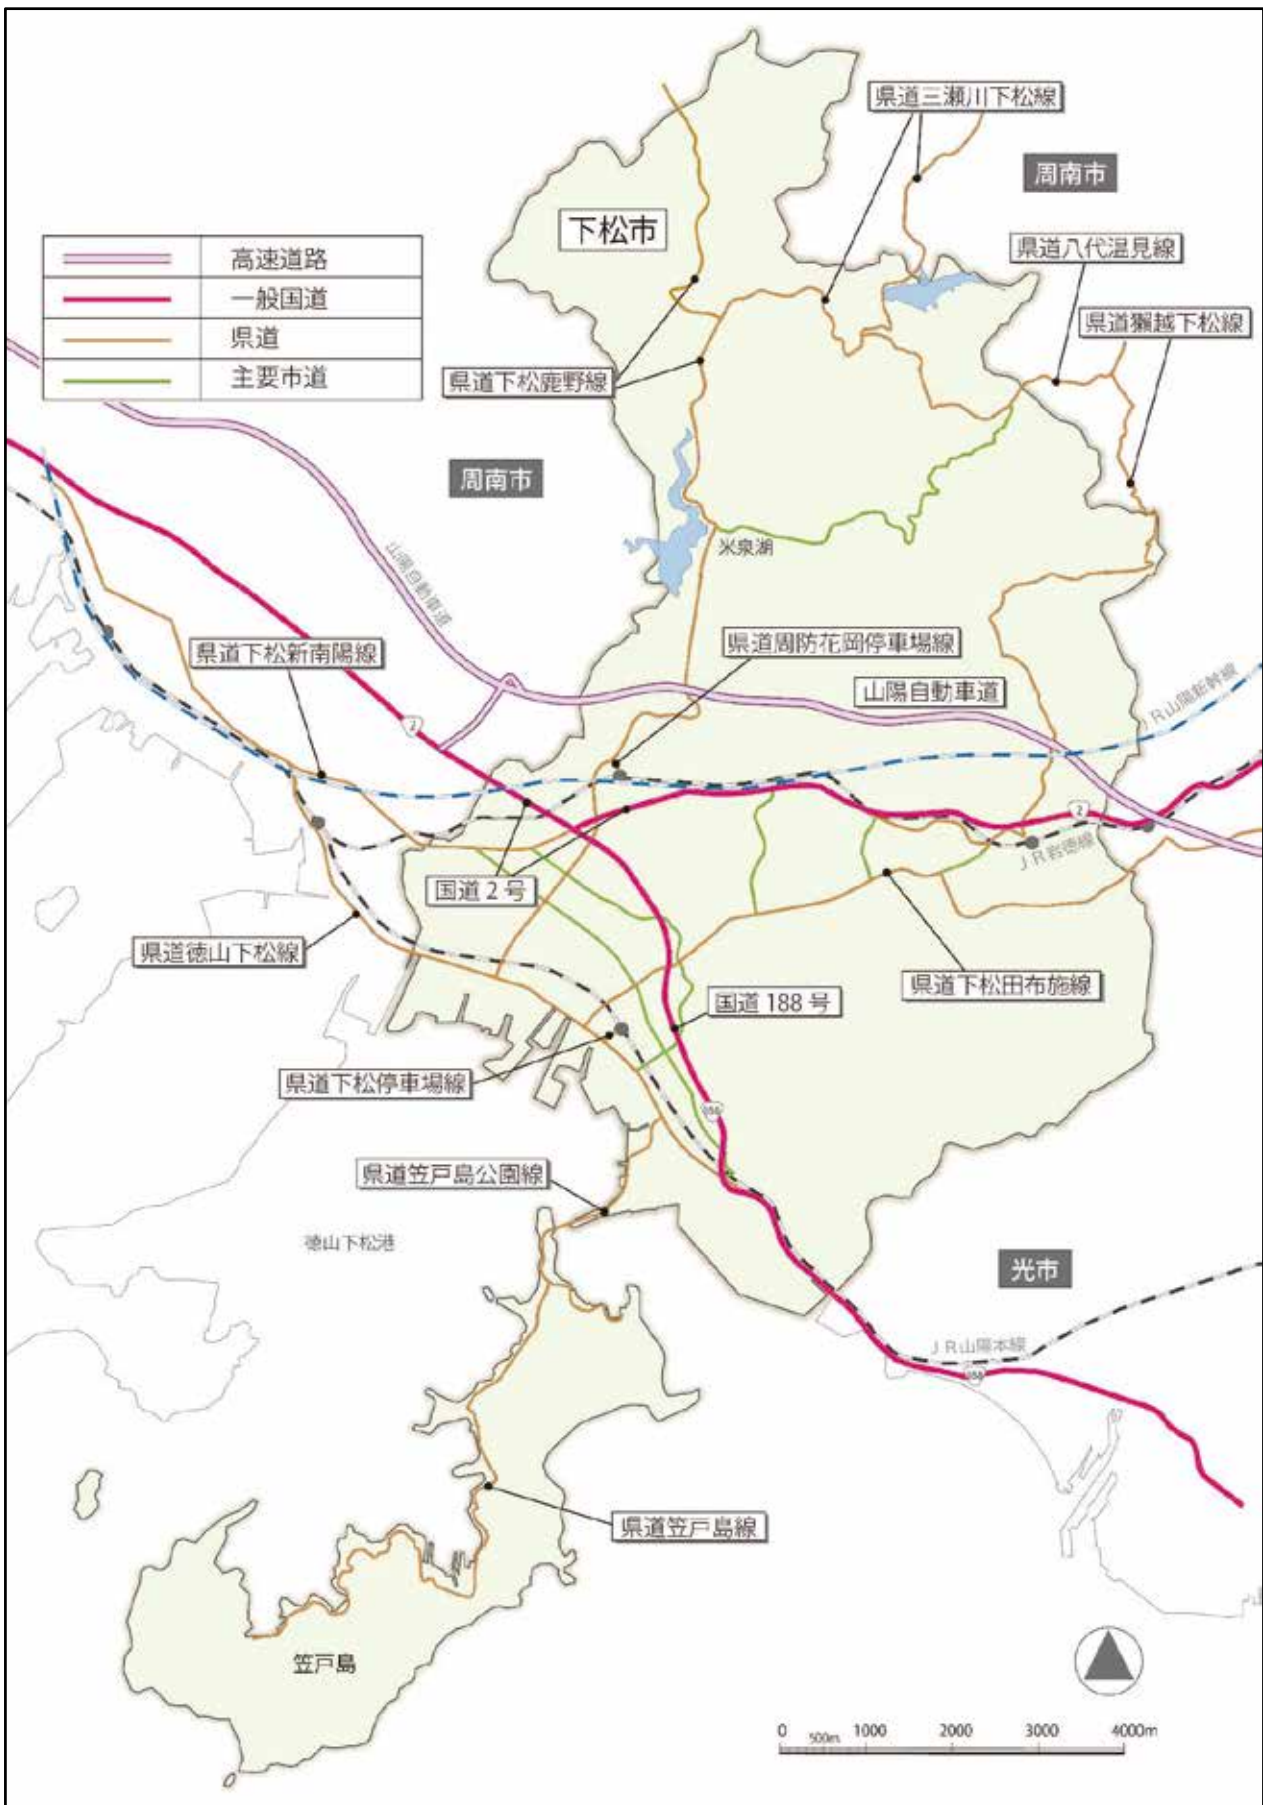 県道三瀬川下松線
周南市
下松市
県道八代温見線
高速道路
一般国道
県道
主要市道
県道獺越下松線
県道下松鹿野線
周南市
米泉湖
山陽自動車道
県道下松新南陽線
県道周防花岡停車場線
山陽自動車道
JR山陽新幹線
2
2
JR岩徳線
国道2号
県道徳山下松線
県道下松田布施線
国道188号
県道下松停車場線
188
県道笠戸島公園線
徳山下松港
光市
JR山陽本線
188
県道笠戸島線
笠戸島
0 500m 1000 2000 3000 4000m